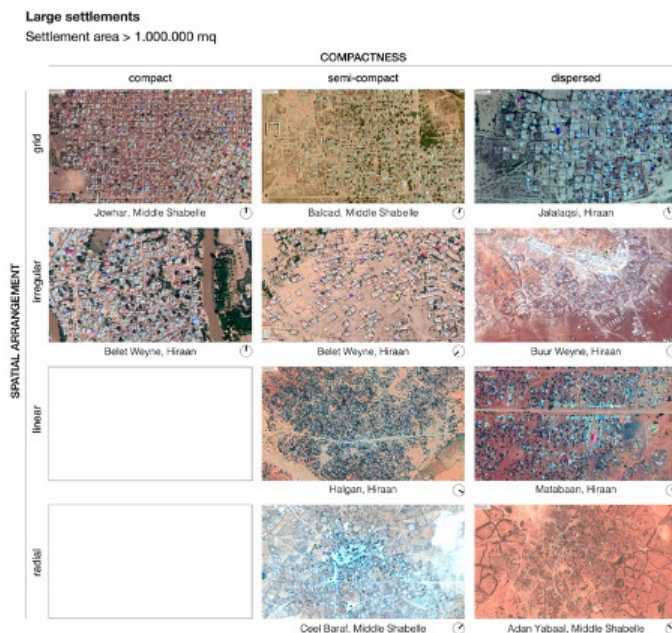 Large settlements
Settlement area > 1.000.000 mq
COMPACTNESS
compact
semi-compact
dispersed
SPATIAL ARRANGEMENT
grid
Jowhar, Middle Shabelle
Balcad, Middle Shabelle
Jalalaqsi, Hiraan
irregular
Belet Weyne, Hiraan
Belet Weyne, Hiraan
Buur Weyne, Hiraan
linear
Halgan, Hiraan
Matabaan, Hiraan
radial
Ceel Baraf, Middle Shabelle
Adan Yabaal, Middle Shabelle